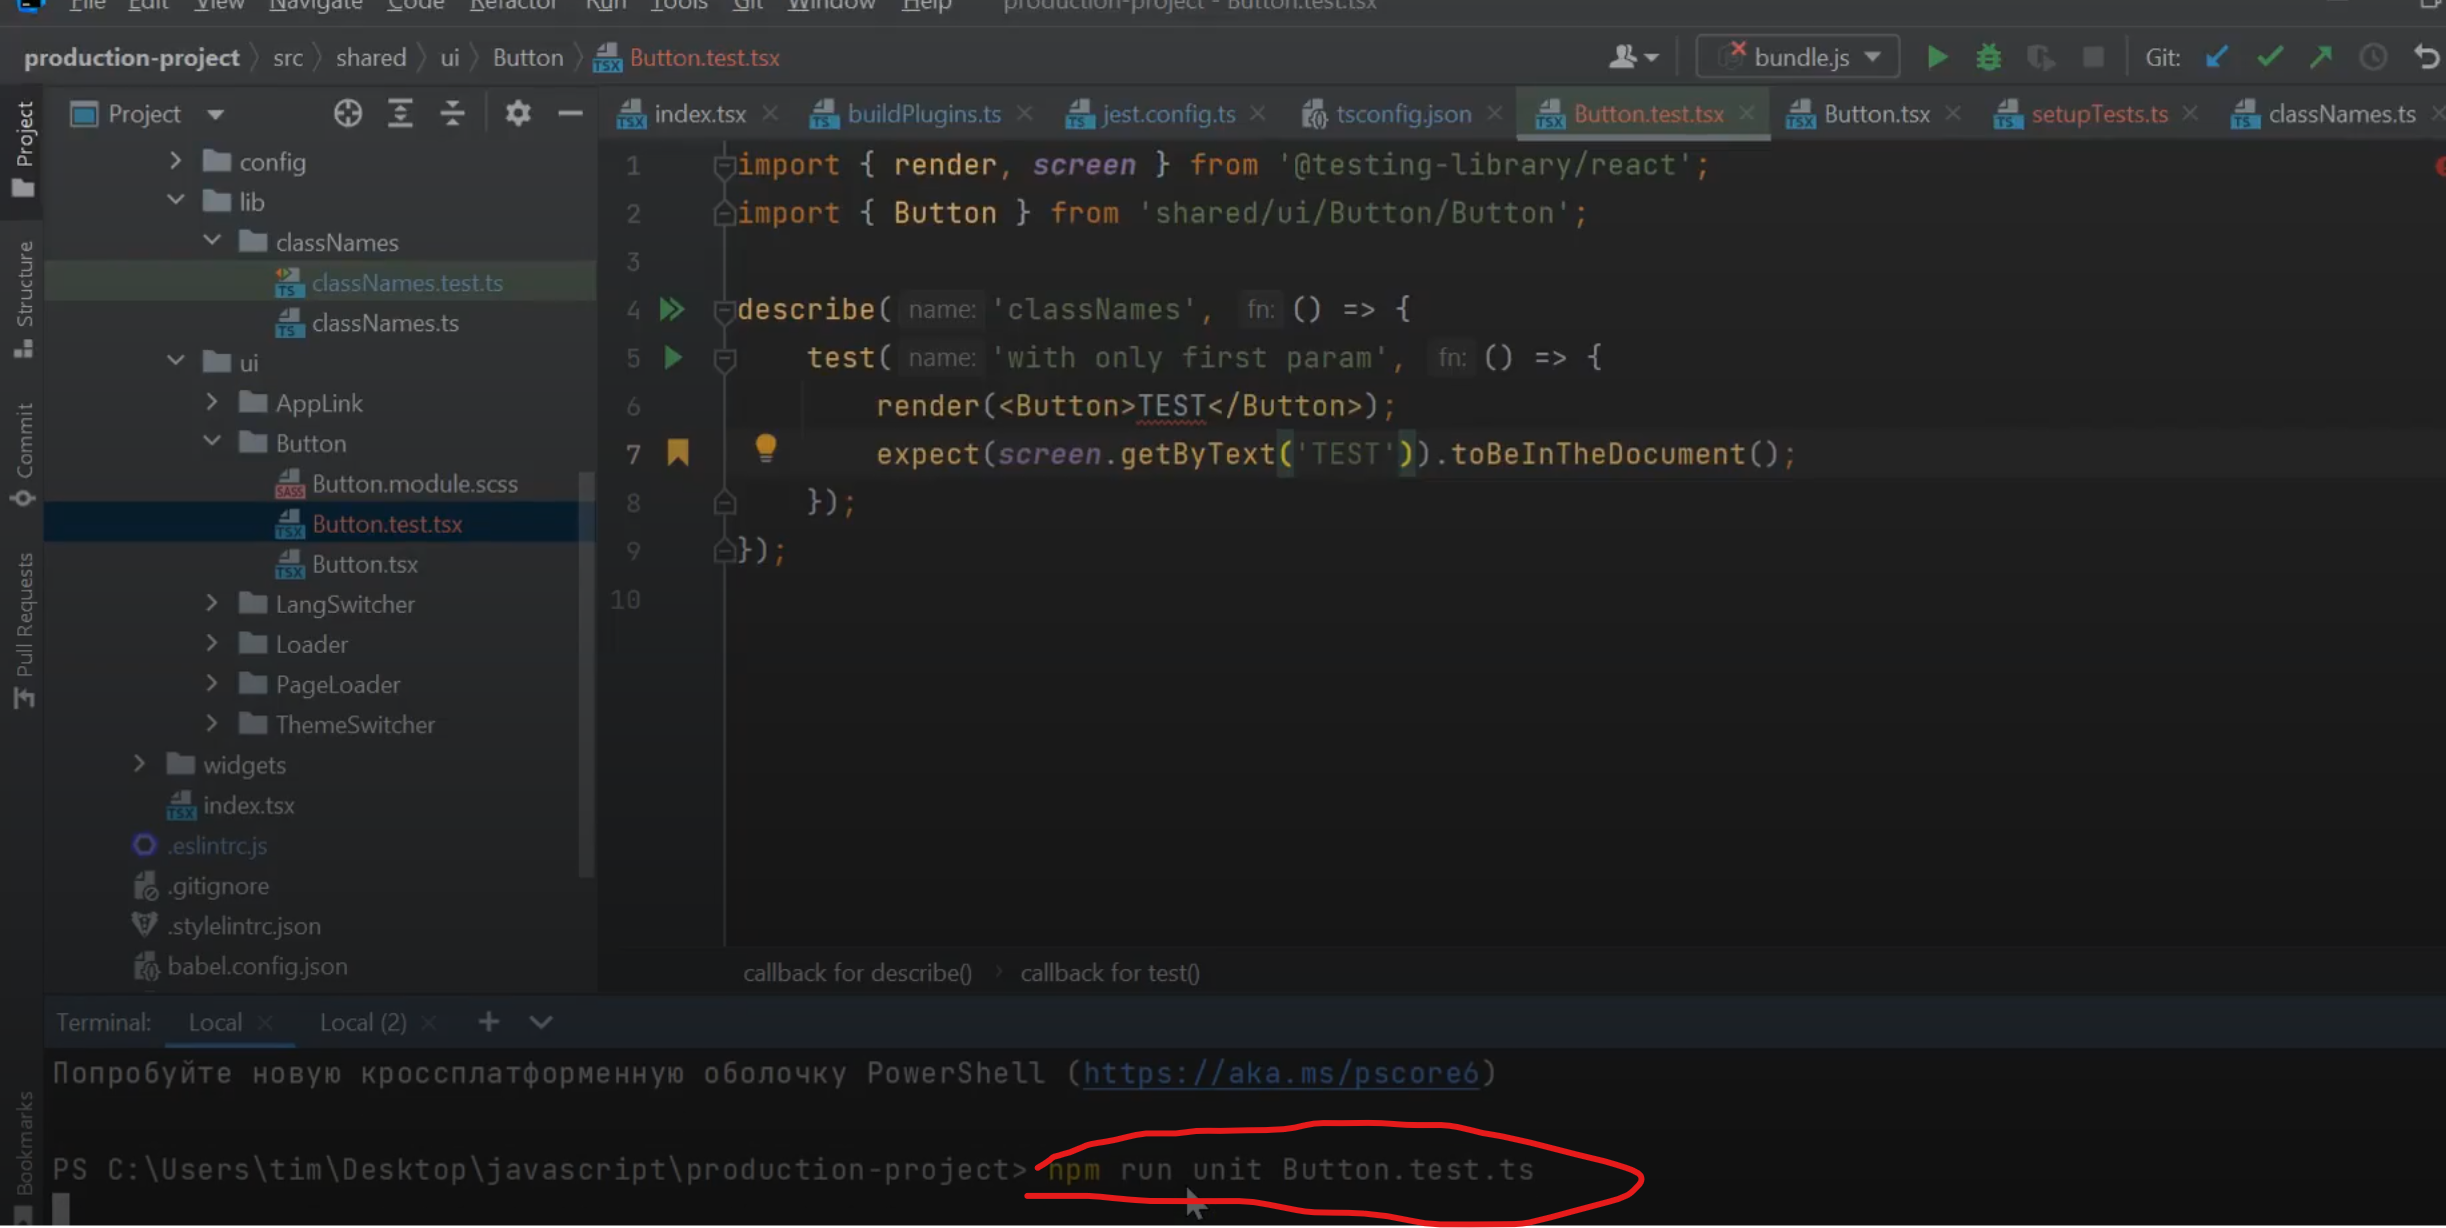 File Edit View Navigate Code Refactor Run Tools Git Window Help production-project - Button.test.tsx
production-project src shared ui Button Button.test.tsx bundle.js Git:
Project
index.tsx buildPlugins.ts jest.config.ts tsconfig.json Button.test.tsx Button.tsx setupTests.ts classNames.ts
Project
Structure
Commit
Pull Requests
Bookmarks
config
lib
classNames
classNames.test.ts
classNames.ts
ui
AppLink
Button
Button.module.scss
Button.test.tsx
Button.tsx
LangSwitcher
Loader
PageLoader
ThemeSwitcher
widgets
index.tsx
.eslintrc.js
.gitignore
.stylelintrc.json
babel.config.json
1 import { render, screen } from '@testing-library/react';
2 import { Button } from 'shared/ui/Button/Button';
3
4 describe( name: 'classNames', fn: () => {
5 test( name: 'with only first param', fn: () => {
6 render(<Button>TEST</Button>);
7 expect(screen.getByText('TEST')).toBeInTheDocument();
8 });
9 });
10
callback for describe() callback for test()
Terminal: Local Local (2)
Попробуйте новую кроссплатформенную оболочку PowerShell (https://aka.ms/pscore6)
PS C:\Users\tim\Desktop\javascript\production-project> npm run unit Button.test.ts